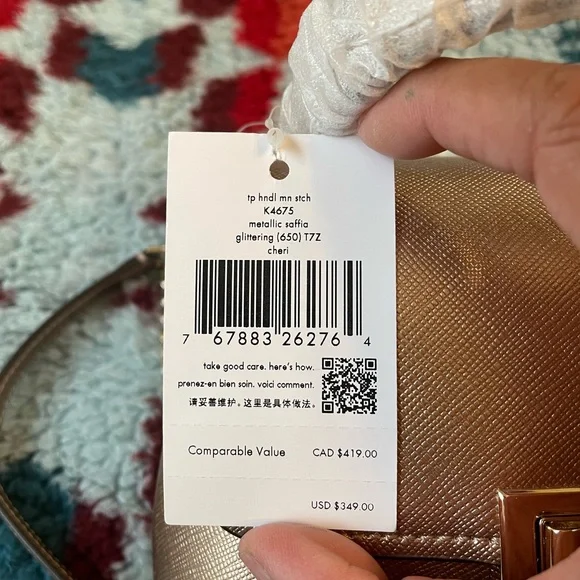 tp hndl mn stch
K4675
metallic saffia
glittering (650) T7Z
cheri
7 67883 26276 4
take good care. here's how.
prenez-en bien soin. voici comment.
请妥善维护。这里是具体做法。
Comparable Value CAD $419.00
USD $349.00